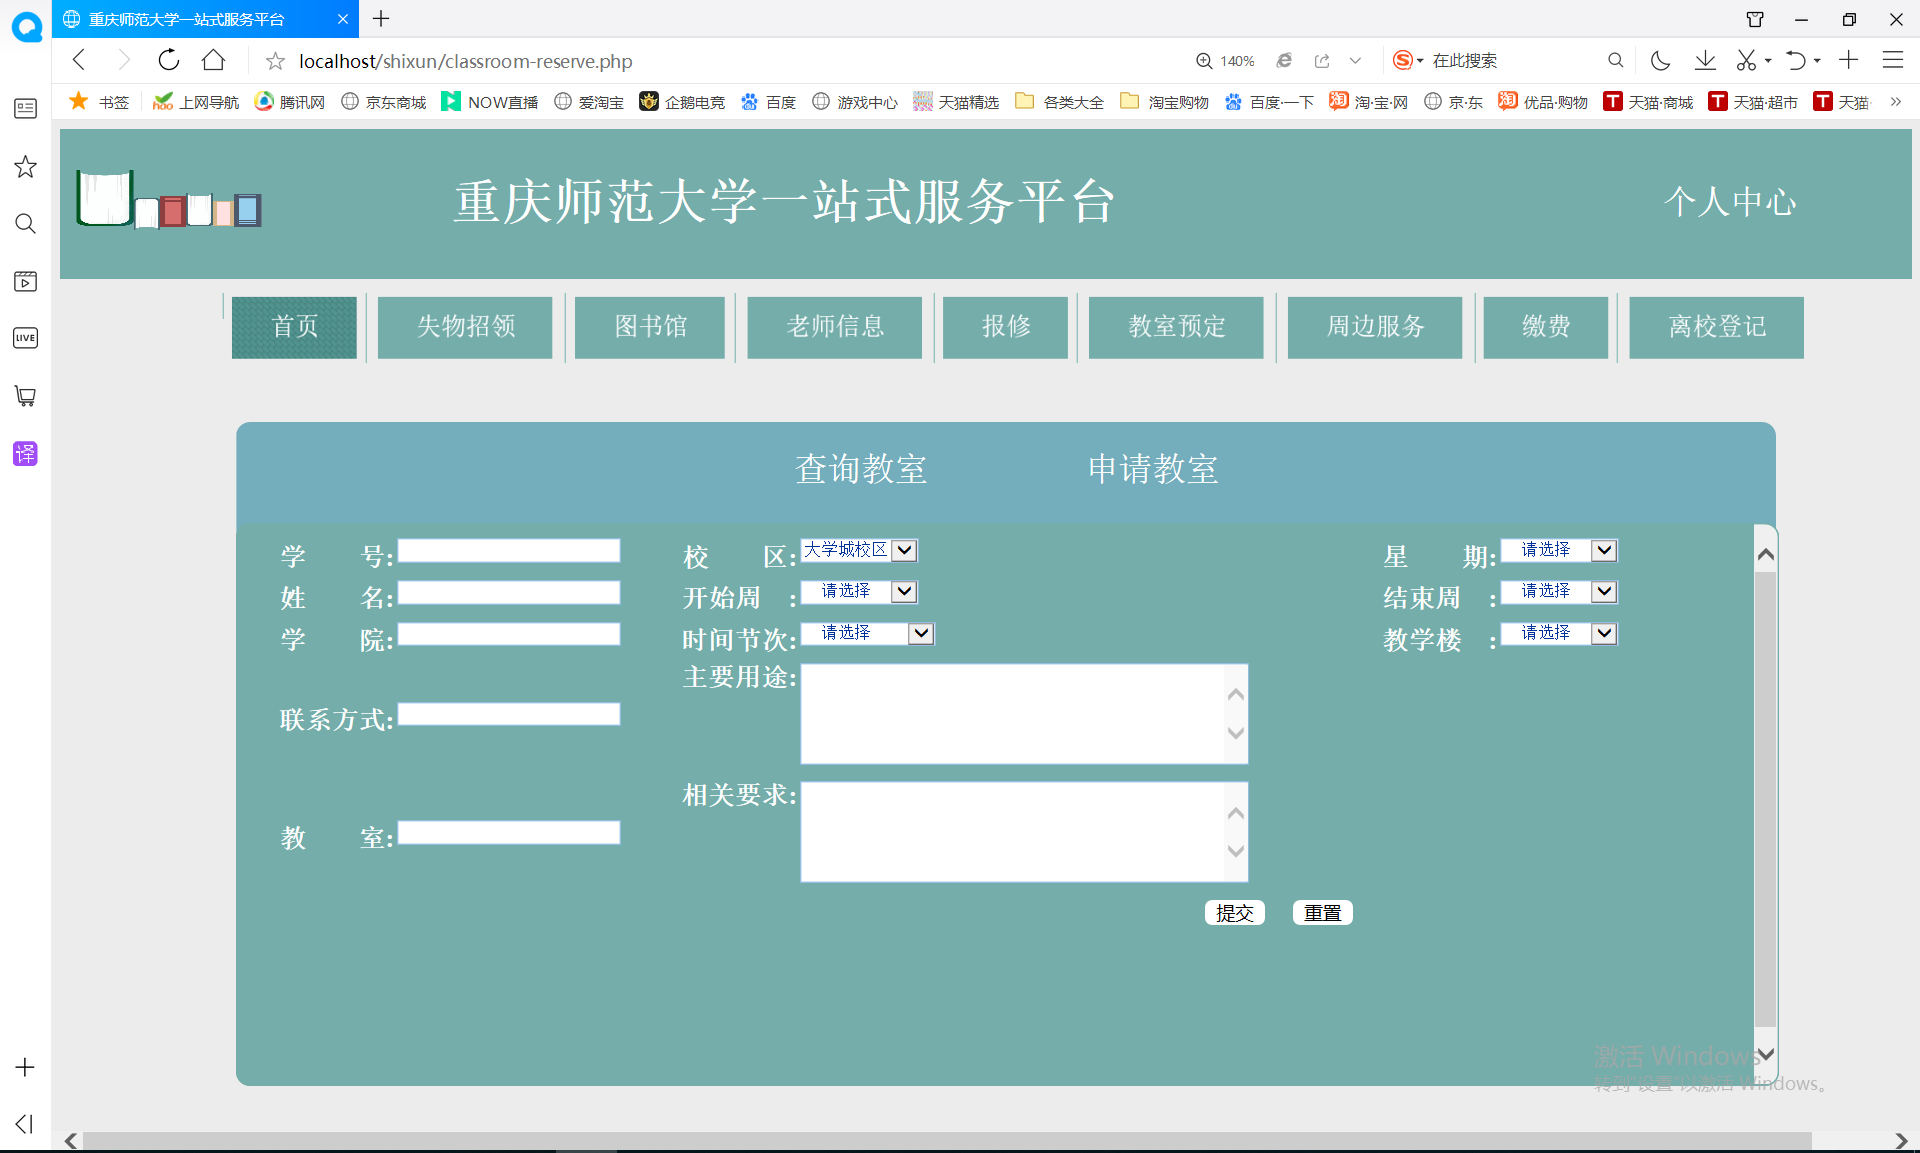 重庆师范大学一站式服务平台
localhost/shixun/classroom-reserve.php
140%
在此搜索
书签 上网导航 腾讯网 京东商城 NOW直播 爱淘宝 企鹅电竞 百度 游戏中心 天猫精选 各类大全 淘宝购物 百度·一下 淘·宝·网 京·东 优品·购物 天猫·商城 天猫·超市 天猫·
LIVE
译
重庆师范大学一站式服务平台
个人中心
首页 失物招领 图书馆 老师信息 报修 教室预定 周边服务 缴费 离校登记
查询教室 申请教室
学 号: 校 区: 大学城校区 星 期: 请选择
姓 名: 开始周 : 请选择 结束周 : 请选择
学 院: 时间节次: 请选择 教学楼 : 请选择
主要用途:
联系方式:
相关要求:
教 室:
提交 重置
激活 Windows
转到"设置"以激活 Windows。